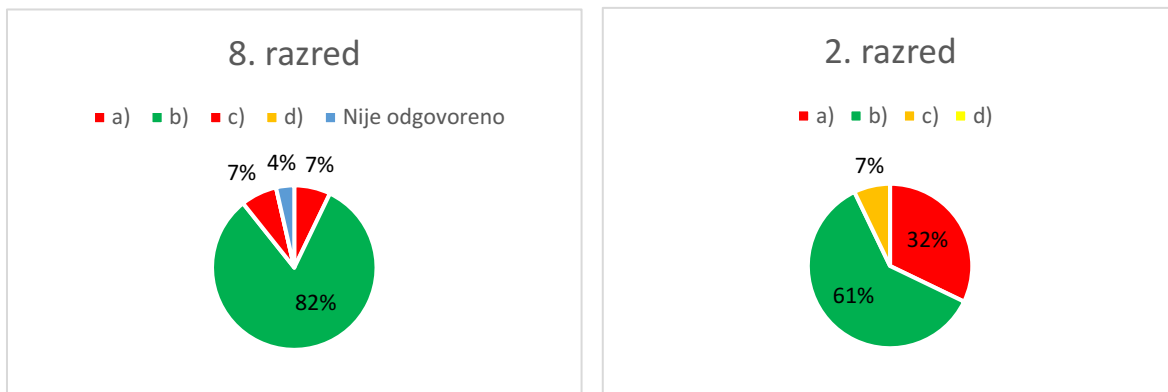 8. razred
a) b) c) d) Nije odgovoreno
7% 4% 7%
82%
2. razred
a) b) c) d)
7%
32%
61%